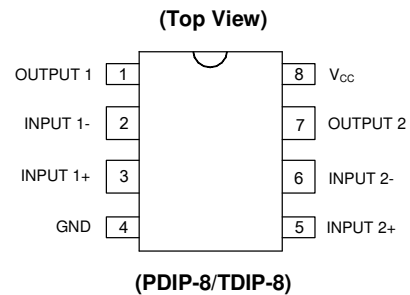 (Top View)
OUTPUT 1 1 8 VCC
INPUT 1- 2 7 OUTPUT 2
INPUT 1+ 3 6 INPUT 2-
GND 4 5 INPUT 2+
(PDIP-8/TDIP-8)